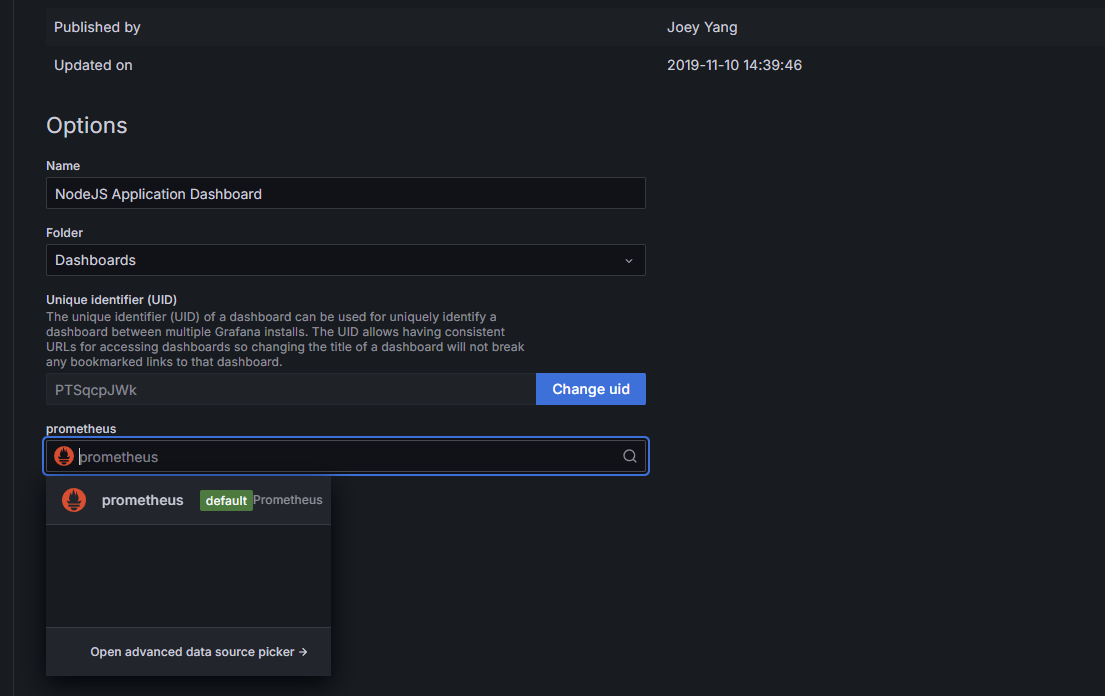 Published by Joey Yang
Updated on 2019-11-10 14:39:46
Options
Name
NodeJS Application Dashboard
Folder
Dashboards
Unique identifier (UID)
The unique identifier (UID) of a dashboard can be used for uniquely identify a
dashboard between multiple Grafana installs. The UID allows having consistent
URLs for accessing dashboards so changing the title of a dashboard will not break
any bookmarked links to that dashboard.
PTSqcpJWk Change uid
prometheus
prometheus
prometheus default Prometheus
Open advanced data source picker →